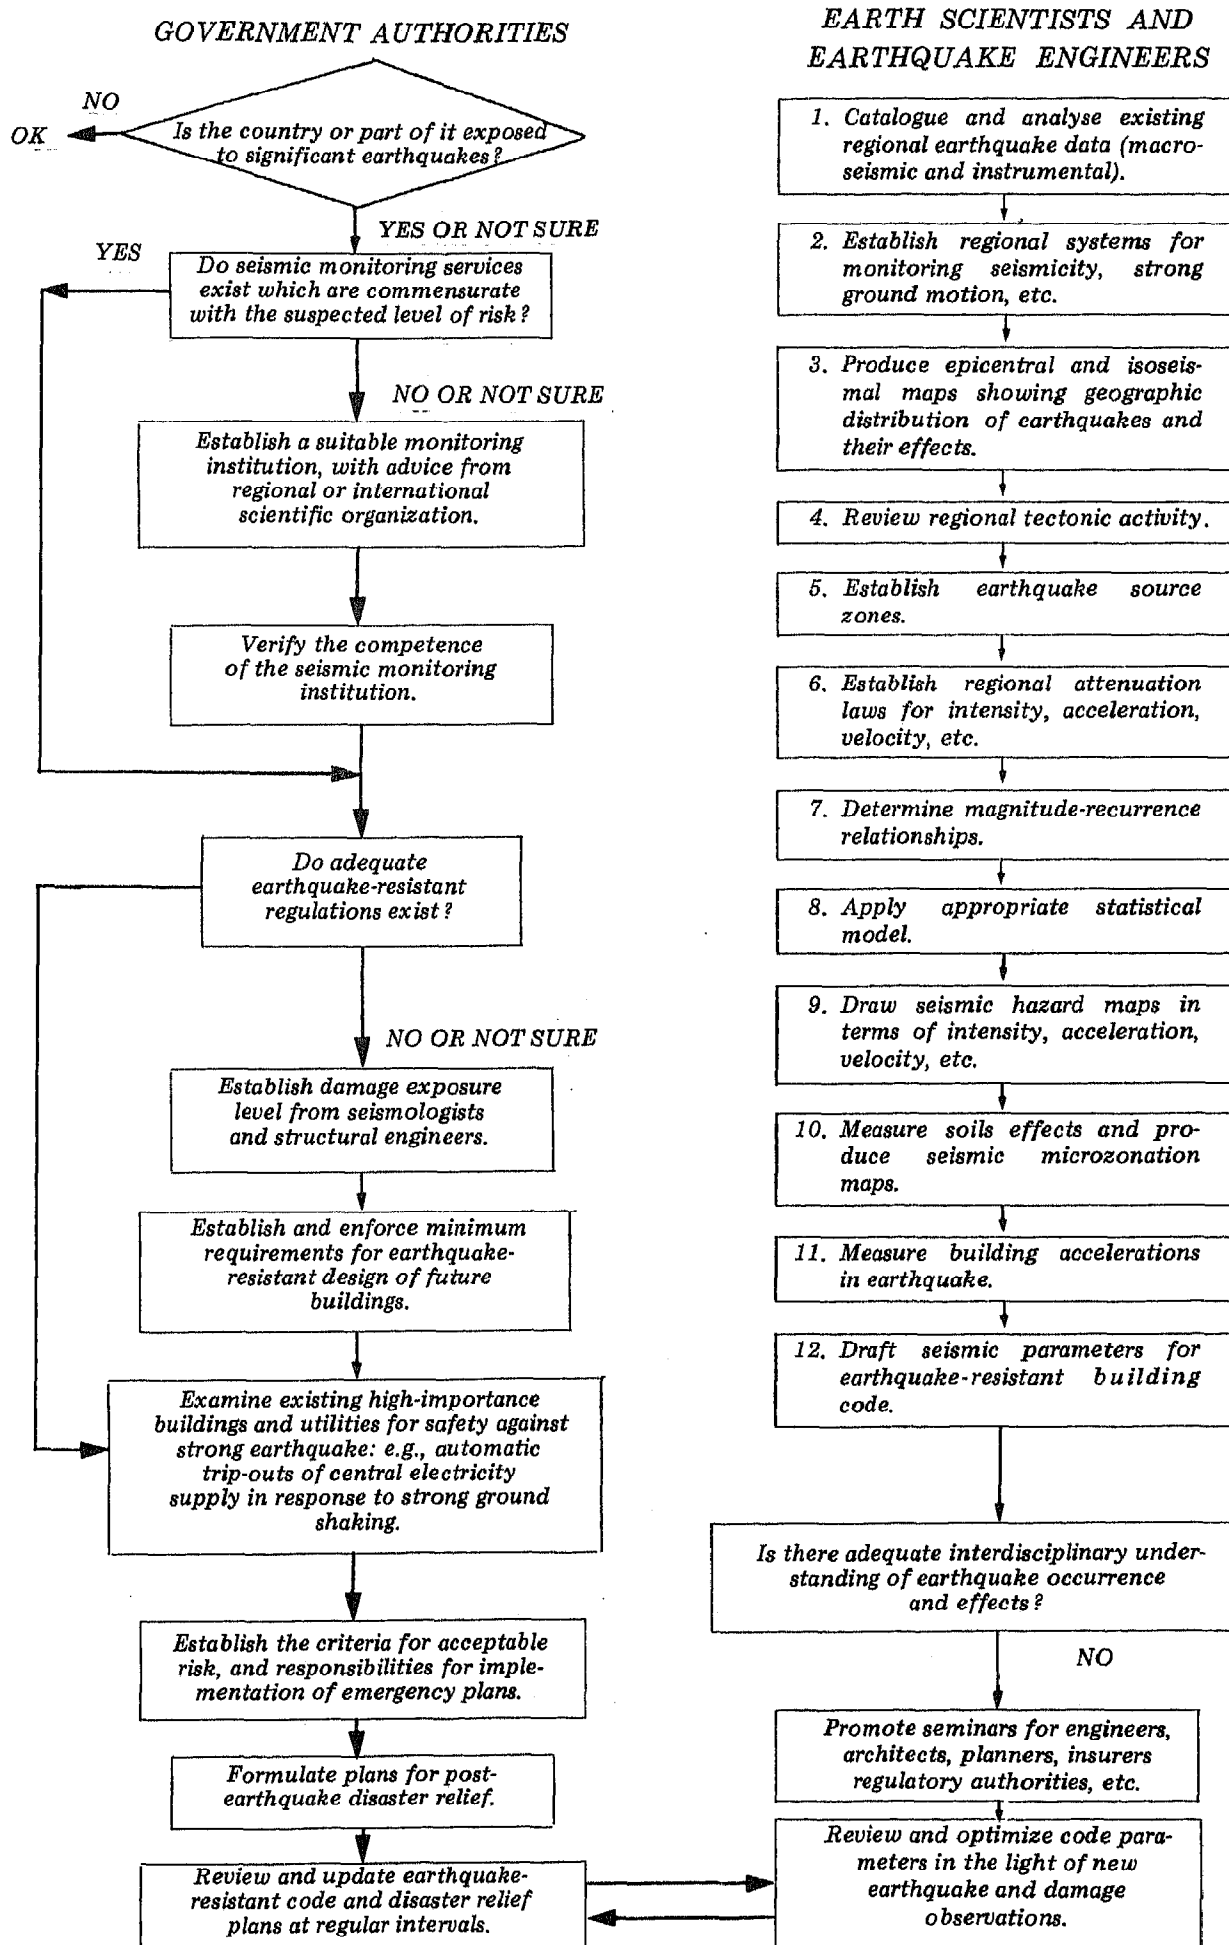 GOVERNMENT AUTHORITIES
NO
OK
Is the country or part of it exposed
to significant earthquakes?
YES OR NOT SURE
YES
Do seismic monitoring services
exist which are commensurate
with the suspected level of risk?
NO OR NOT SURE
Establish a suitable monitoring
institution, with advice from
regional or international
scientific organization.
Verify the competence
of the seismic monitoring
institution.
Do adequate
earthquake-resistant
regulations exist?
NO OR NOT SURE
Establish damage exposure
level from seismologists
and structural engineers.
Establish and enforce minimum
requirements for earthquake-
resistant design of future
buildings.
Examine existing high-importance
buildings and utilities for safety against
strong earthquake: e.g., automatic
trip-outs of central electricity
supply in response to strong ground
shaking.
Establish the criteria for acceptable
risk, and responsibilities for imple-
mentation of emergency plans.
Formulate plans for post-
earthquake disaster relief.
Review and update earthquake-
resistant code and disaster relief
plans at regular intervals.
EARTH SCIENTISTS AND
EARTHQUAKE ENGINEERS
1. Catalogue and analyse existing
regional earthquake data (macro-
seismic and instrumental).
2. Establish regional systems for
monitoring seismicity, strong
ground motion, etc.
3. Produce epicentral and isoseis-
mal maps showing geographic
distribution of earthquakes and
their effects.
4. Review regional tectonic activity.
5. Establish earthquake source
zones.
6. Establish regional attenuation
laws for intensity, acceleration,
velocity, etc.
7. Determine magnitude-recurrence
relationships.
8. Apply appropriate statistical
model.
9. Draw seismic hazard maps in
terms of intensity, acceleration,
velocity, etc.
10. Measure soils effects and pro-
duce seismic microzonation
maps.
11. Measure building accelerations
in earthquake.
12. Draft seismic parameters for
earthquake-resistant building
code.
Is there adequate interdisciplinary under-
standing of earthquake occurrence
and effects?
NO
Promote seminars for engineers,
architects, planners, insurers
regulatory authorities, etc.
Review and optimize code para-
meters in the light of new
earthquake and damage
observations.